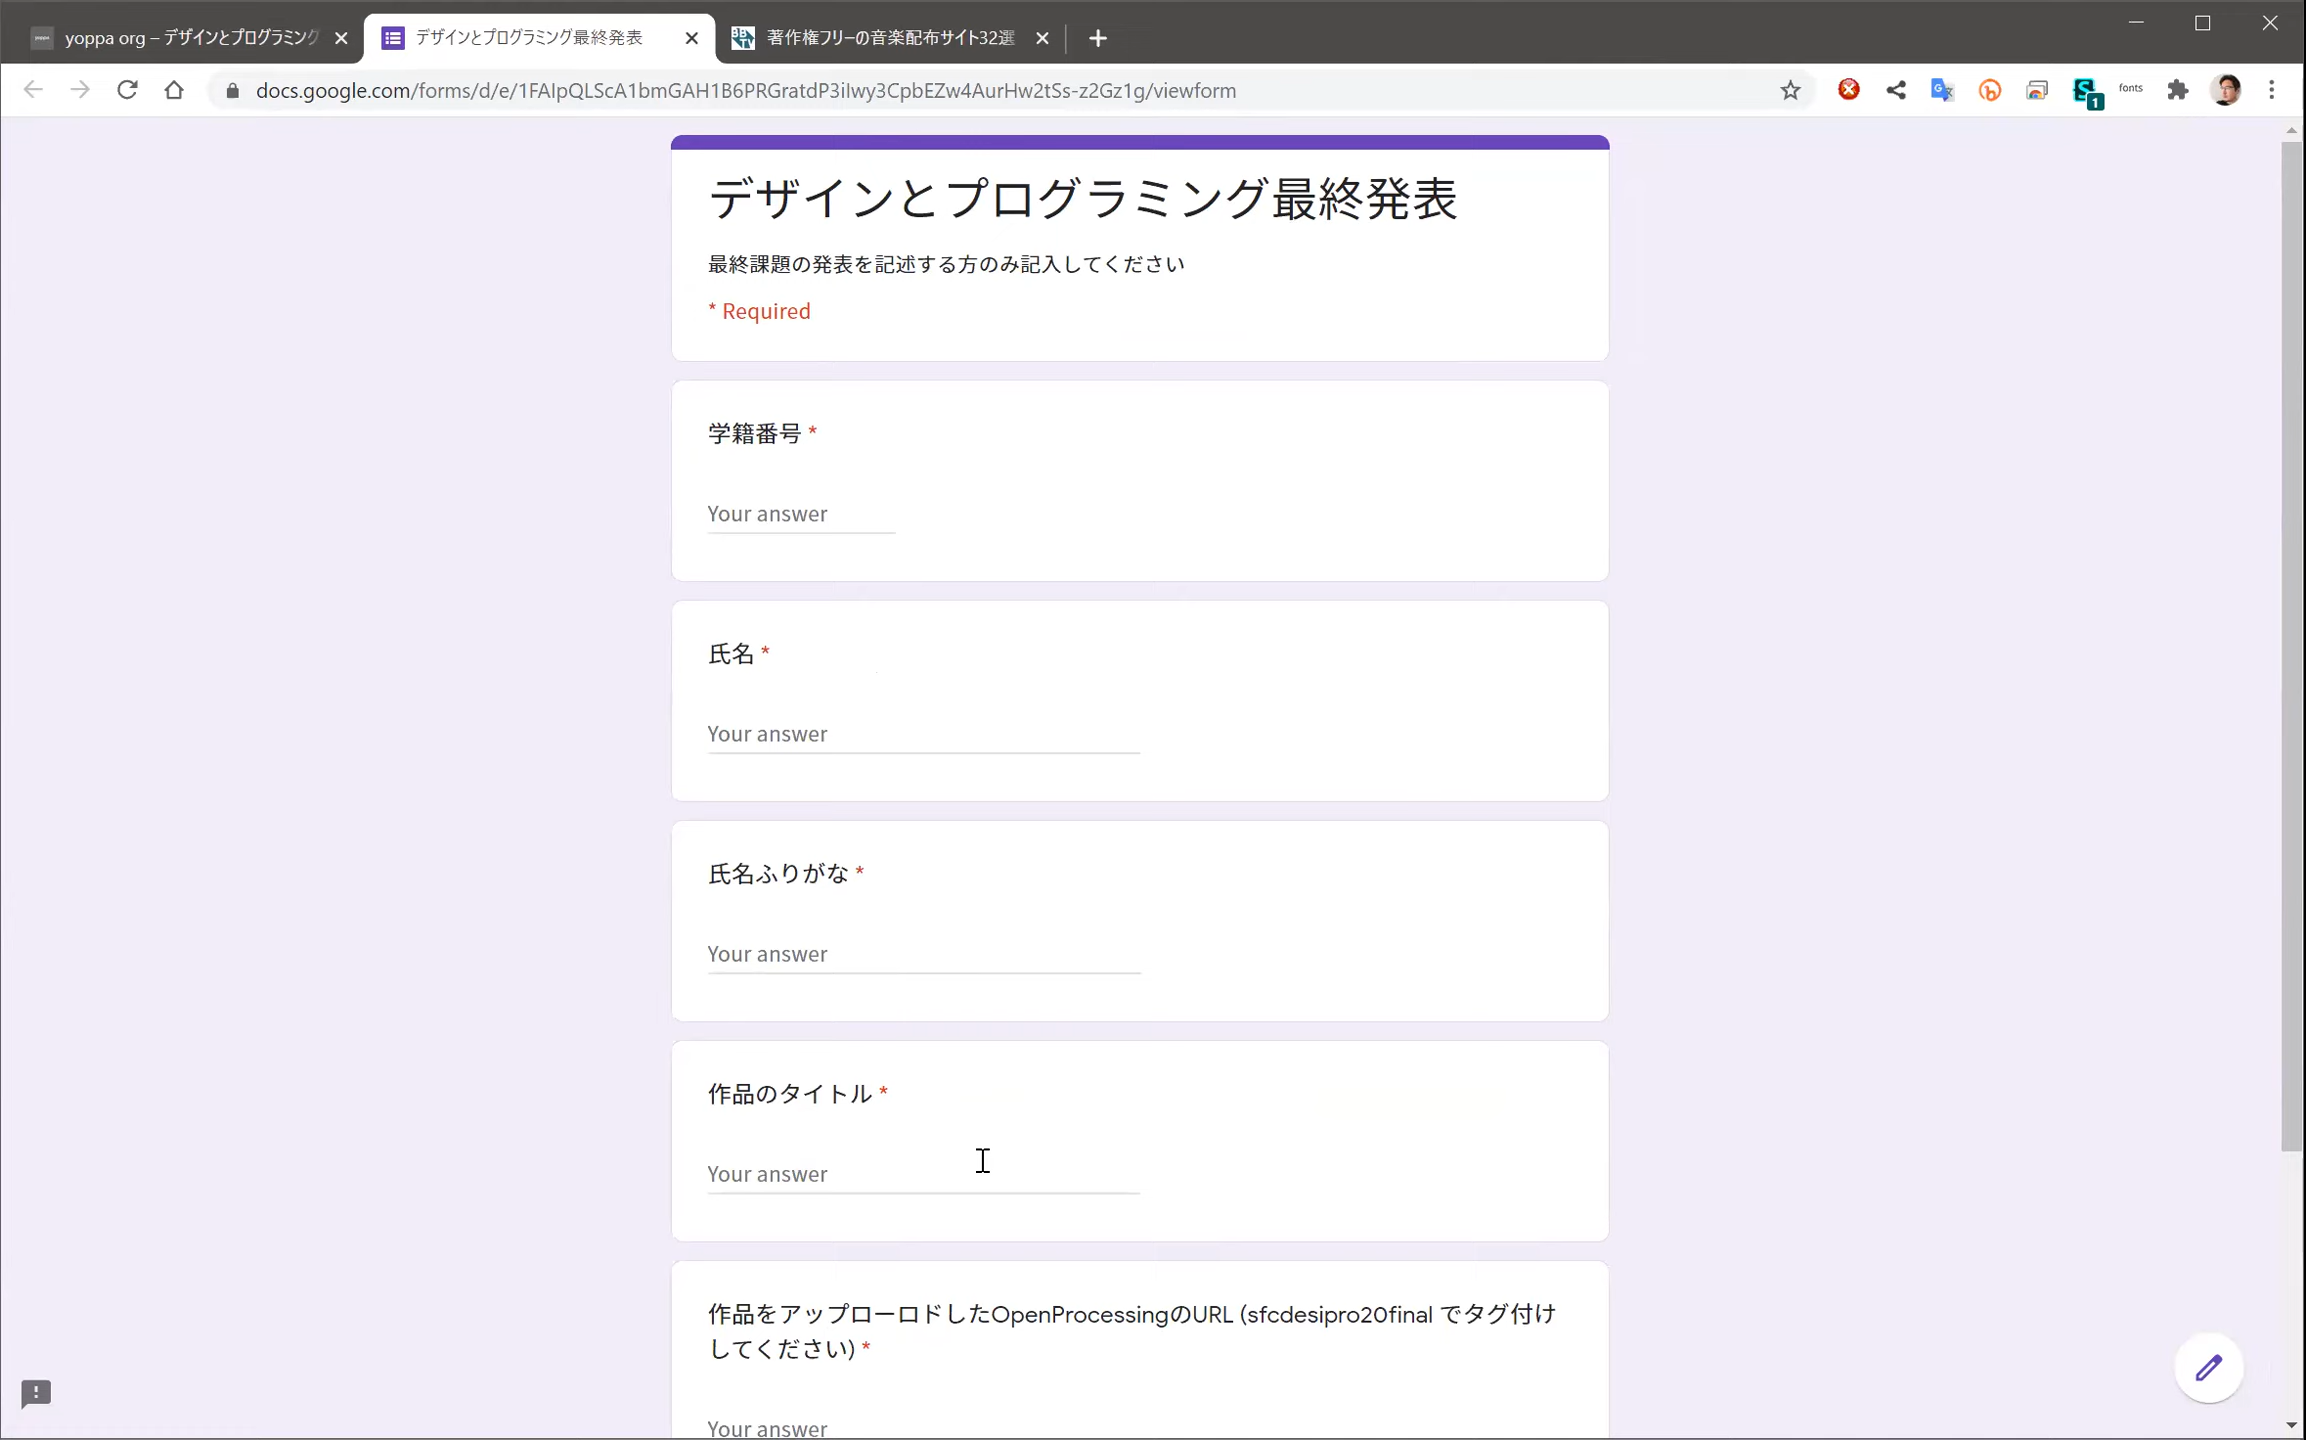 yoppa org – デザインとプログラミング
デザインとプログラミング最終発表
著作権フリーの音楽配布サイト32選
docs.google.com/forms/d/e/1FAIpQLScA1bmGAH1B6PRGratdP3iIwy3CpbEZw4AurHw2tSs-z2Gz1g/viewform
fonts
1
デザインとプログラミング最終発表
最終課題の発表を記述する方のみ記入してください
* Required
学籍番号 *
Your answer
氏名 *
Your answer
氏名ふりがな *
Your answer
作品のタイトル *
Your answer
作品をアップローロドしたOpenProcessingのURL (sfcdesipro20final でタグ付け
してください) *
Your answer